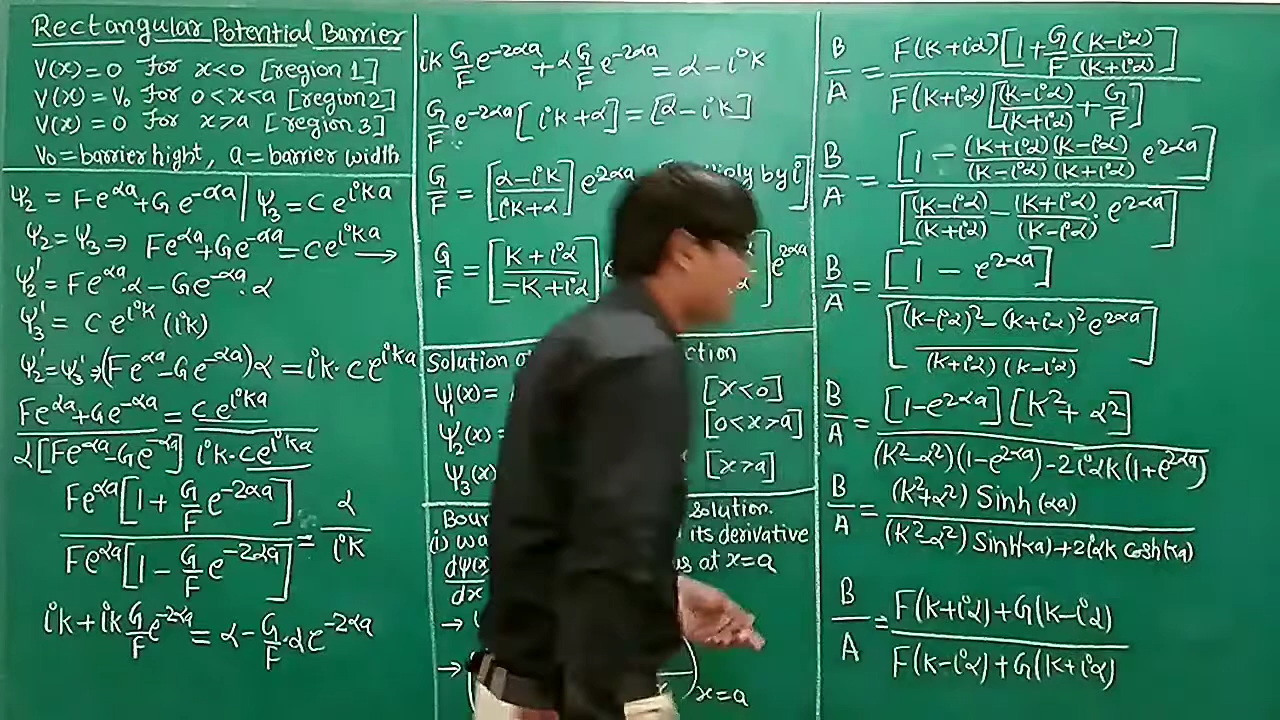 Rectangular Potential Barrier
V(x) = 0 For x<0 [region 1]
V(x) = V₀ For 0<x<a [region 2]
V(x) = 0 For x>a [region 3]
V₀ = barrier hight, a = barrier width
Ψ₂ = Fe^{αa} + Ge^{-αa} | Ψ₃ = Ce^{ika}
Ψ₂ = Ψ₃ ⇒ Fe^{αa} + Ge^{-αa} = Ce^{ika} →
Ψ₂' = Fe^{αa}·α − Ge^{-αa}·α
Ψ₃' = Ce^{ik} (ik)
Ψ₂' = Ψ₃' ⇒ (Fe^{αa} − Ge^{-αa})α = ik·Ce^{ika}
(Fe^{αa} + Ge^{-αa}) / (α[Fe^{αa} − Ge^{-αa}]) = Ce^{ika} / (ik·Ce^{ika})
Fe^{αa}[1 + G/F e^{-2αa}] / Fe^{αa}[1 − G/F e^{-2αa}] = α/ik
ik + ik G/F e^{-2αa} = α − G/F·αe^{-2αa}
ik G/F e^{-2αa} + α G/F e^{-2αa} = α − ik
G/F e^{-2αa} [ik + α] = [α − ik]
G/F = [(α − ik)/(ik + α)] e^{2αa} by i]
G/F = [(K + iα)/(−K + iα)] e^{2αa}
Solution
Ψ₁(x) = [x<0]
Ψ₂(x) = [0<x>a]
Ψ₃(x) [x>a]
solution.
(i) its derivative
dψ(x)/dx at x=a
→
→ )x=a
B/A = F(K+iα)[1 + G/F (K−iα)/(K+iα)] / F(K+iα)[(K−iα)/(K+iα) + G/F]
B/A = [1 − (K+iα)(K−iα)/(K−iα)(K+iα) e^{2αa}] / [(K−iα)/(K+iα) − (K+iα)/(K−iα)·e^{2αa}]
B/A = [1 − e^{2αa}] / [((K−iα)² − (K+iα)² e^{2αa}) / (K+iα)(K−iα)]
B/A = [1−e^{2αa}][K² + α²] / (K²−α²)(1−e^{2αa}) − 2iαK(1+e^{2αa})
B/A = (K²+α²) Sinh(αa) / (K²−α²) Sinh(αa) + 2iαK cosh(αa)
B/A = F(K+iα) + G(K−iα) / F(K−iα) + G(K+iα)